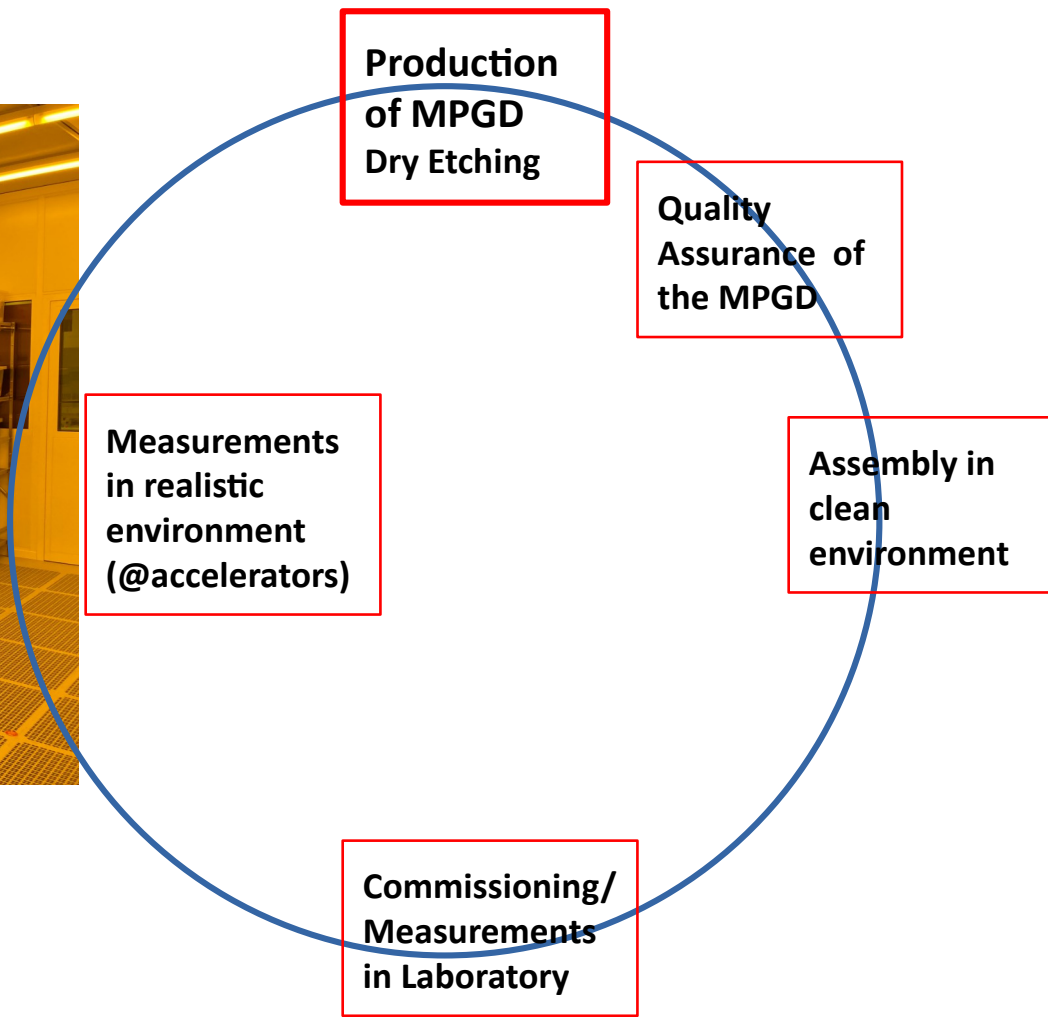 Production
of MPGD
Dry Etching
Quality
Assurance of
the MPGD
Assembly in
clean
environment
Commissioning/
Measurements
in Laboratory
Measurements
in realistic
environment
(@accelerators)